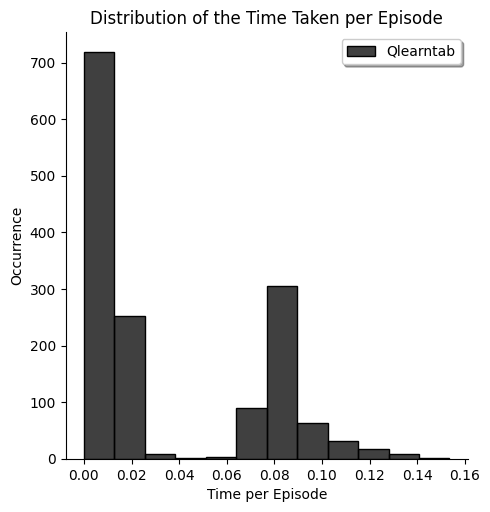 Distribution of the Time Taken per Episode
Qlearntab
700
600
500
400
300
200
100
0
Occurrence
0.00 0.02 0.04 0.06 0.08 0.10 0.12 0.14 0.16
Time per Episode